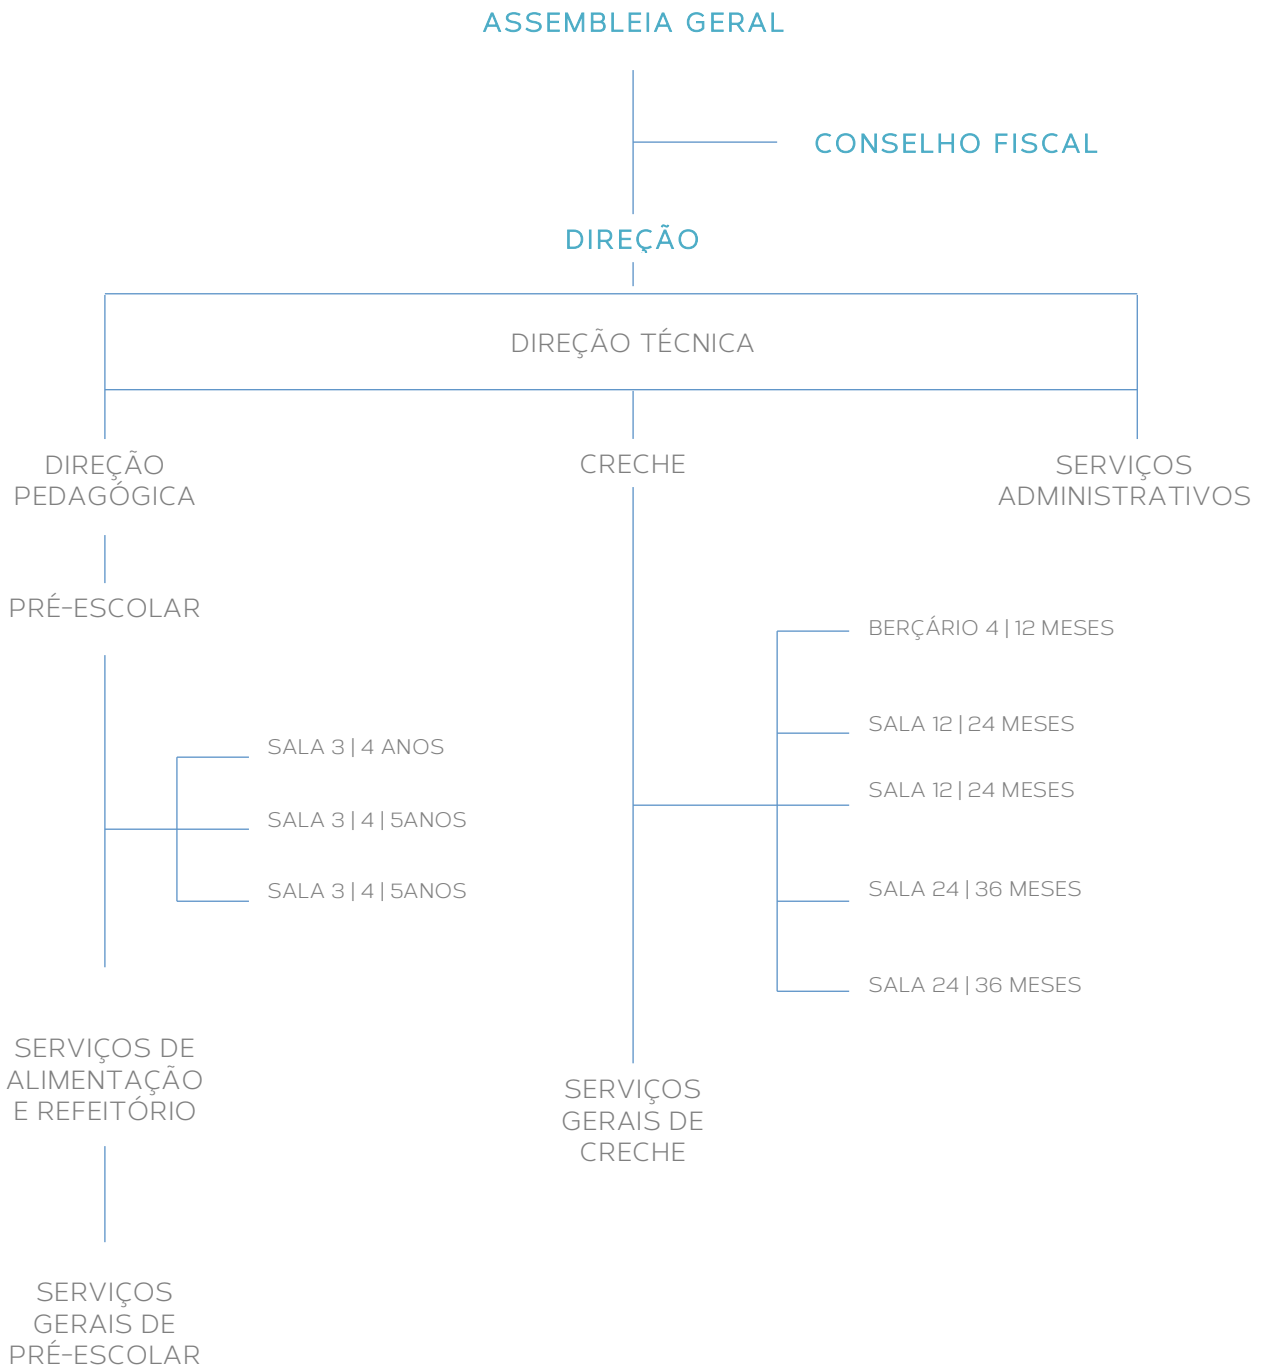 ASSEMBLEIA GERAL
CONSELHO FISCAL
DIREÇÃO
DIREÇÃO TÉCNICA
DIREÇÃO
PEDAGÓGICA
CRECHE
SERVIÇOS
ADMINISTRATIVOS
PRÉ-ESCOLAR
BERÇÁRIO 4 | 12 MESES
SALA 12 | 24 MESES
SALA 12 | 24 MESES
SALA 24 | 36 MESES
SALA 24 | 36 MESES
SALA 3 | 4 ANOS
SALA 3 | 4 | 5ANOS
SALA 3 | 4 | 5ANOS
SERVIÇOS DE
ALIMENTAÇÃO
E REFEITÓRIO
SERVIÇOS
GERAIS DE
CRECHE
SERVIÇOS
GERAIS DE
PRÉ-ESCOLAR